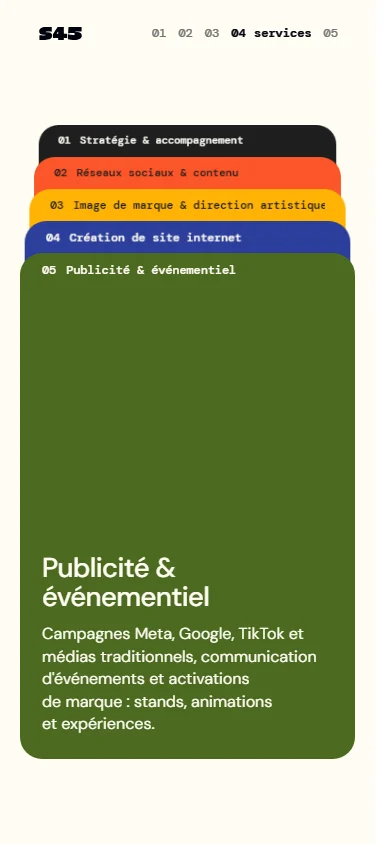 S45 01 02 03 04 services 05
01 Stratégie & accompagnement
02 Réseaux sociaux & contenu
03 Image de marque & direction artistique
04 Création de site internet
05 Publicité & événementiel
Publicité &
événementiel
Campagnes Meta, Google, TikTok et
médias traditionnels, communication
d'événements et activations
de marque : stands, animations
et expériences.